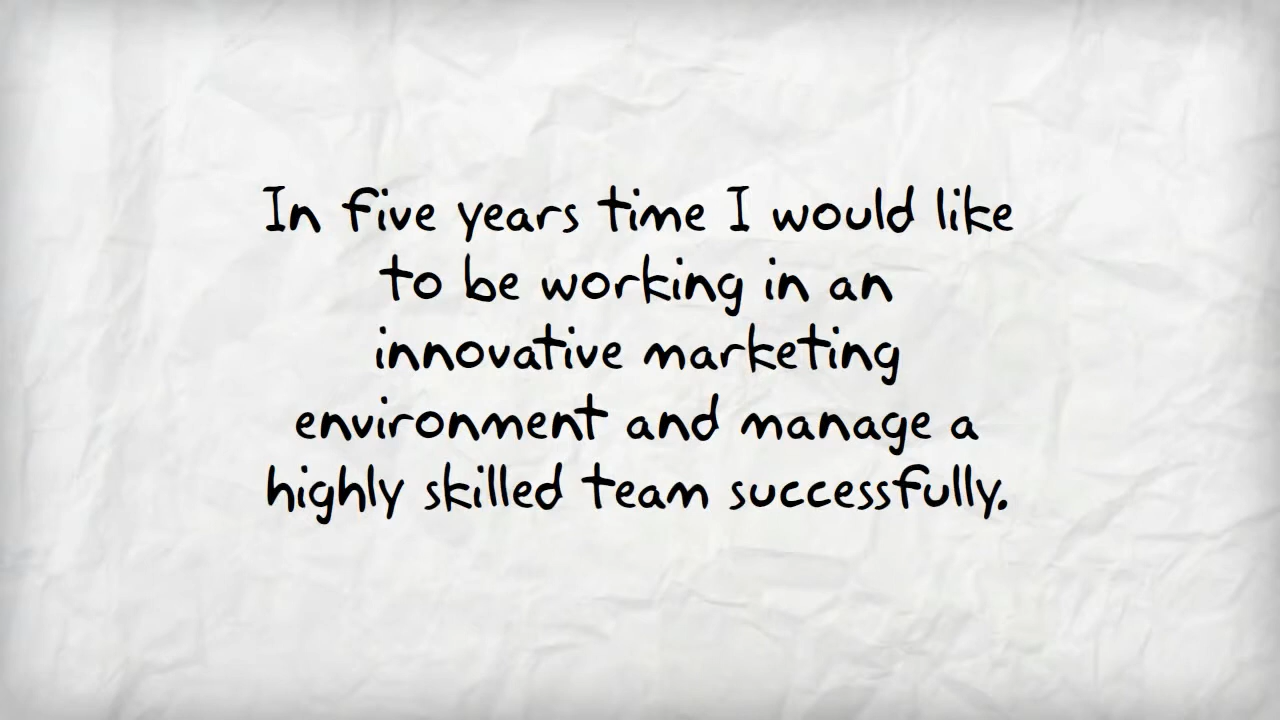 In five years time I would like
to be working in an
innovative marketing
environment and manage a
highly skilled team successfully.